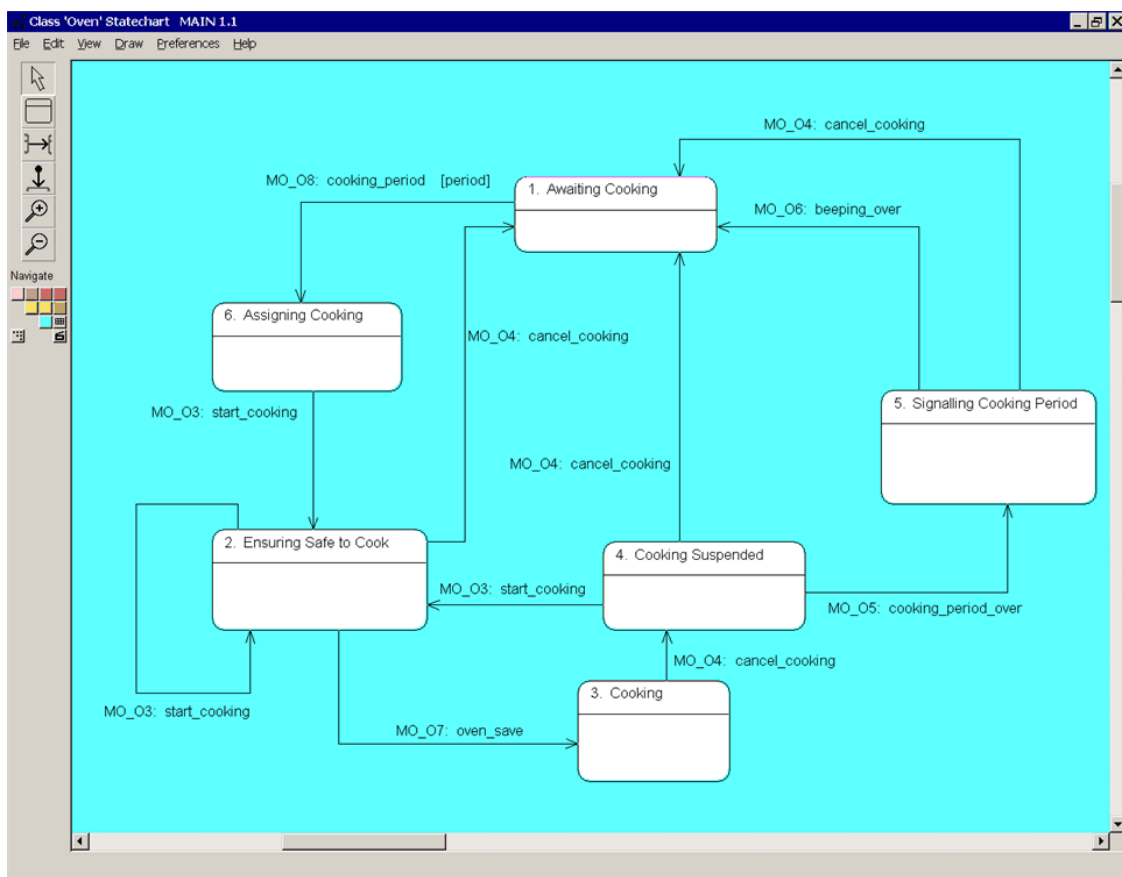 Class 'Oven' Statechart   MAIN 1.1
File Edit View Draw Preferences Help
MO_O4: cancel_cooking
MO_O8: cooking_period [period]
1. Awaiting Cooking
MO_O6: beeping_over
Navigate
6. Assigning Cooking
MO_O4: cancel_cooking
5. Signalling Cooking Period
MO_O3: start_cooking
MO_O4: cancel_cooking
2. Ensuring Safe to Cook
4. Cooking Suspended
MO_O3: start_cooking
MO_O5: cooking_period_over
MO_O4: cancel_cooking
3. Cooking
MO_O3: start_cooking
MO_O7: oven_save